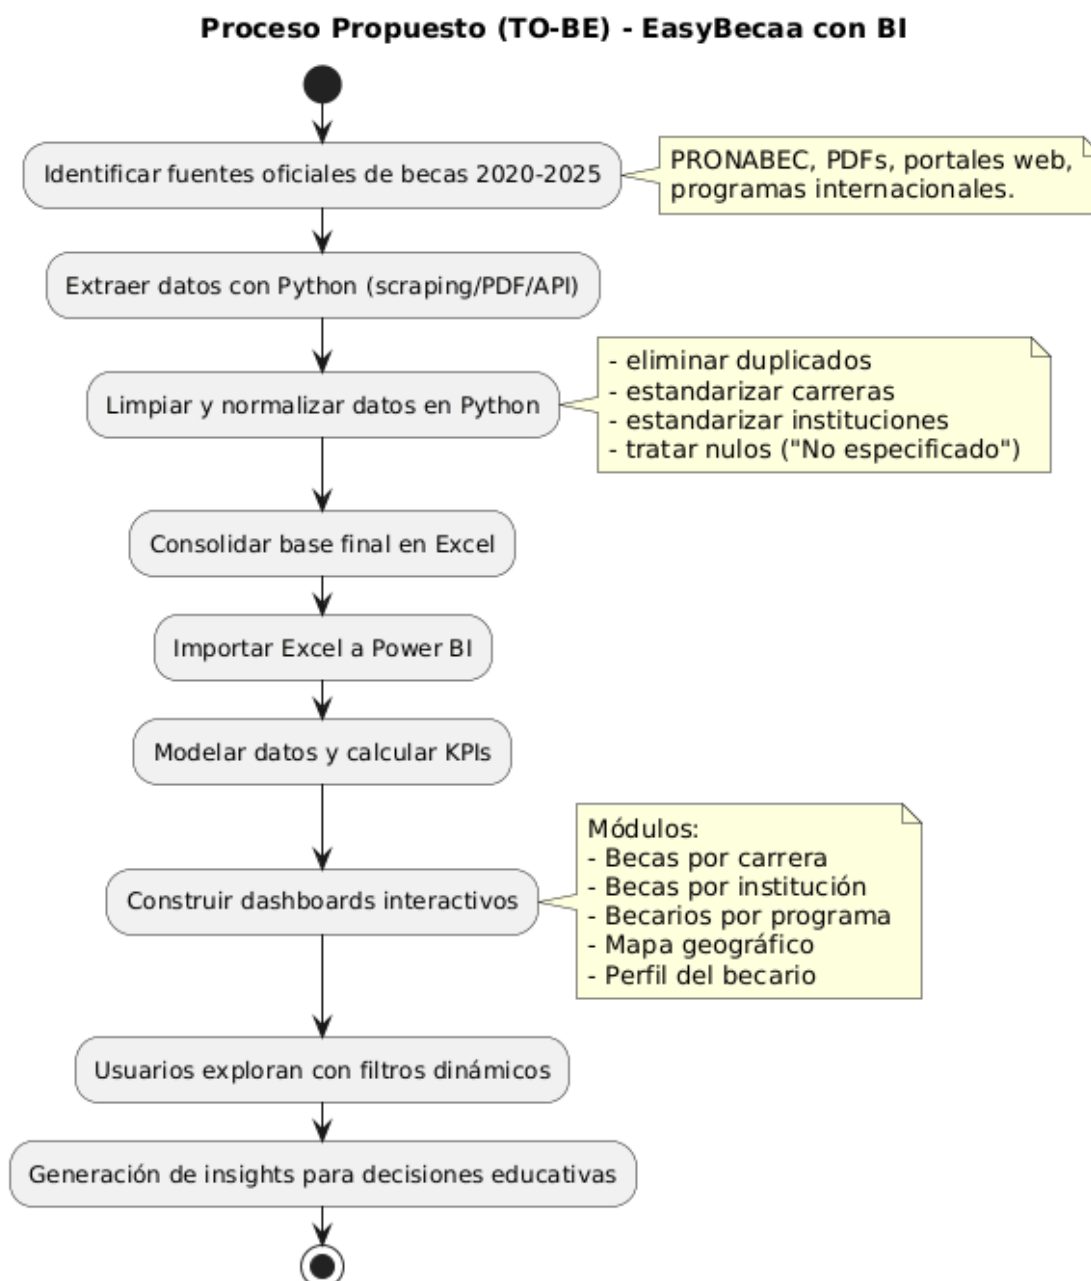 Proceso Propuesto (TO-BE) - EasyBecaa con BI
Identificar fuentes oficiales de becas 2020-2025
PRONABEC, PDFs, portales web,
programas internacionales.
Extraer datos con Python (scraping/PDF/API)
Limpiar y normalizar datos en Python
- eliminar duplicados
- estandarizar carreras
- estandarizar instituciones
- tratar nulos ("No especificado")
Consolidar base final en Excel
Importar Excel a Power BI
Modelar datos y calcular KPIs
Construir dashboards interactivos
Módulos:
- Becas por carrera
- Becas por institución
- Becarios por programa
- Mapa geográfico
- Perfil del becario
Usuarios exploran con filtros dinámicos
Generación de insights para decisiones educativas